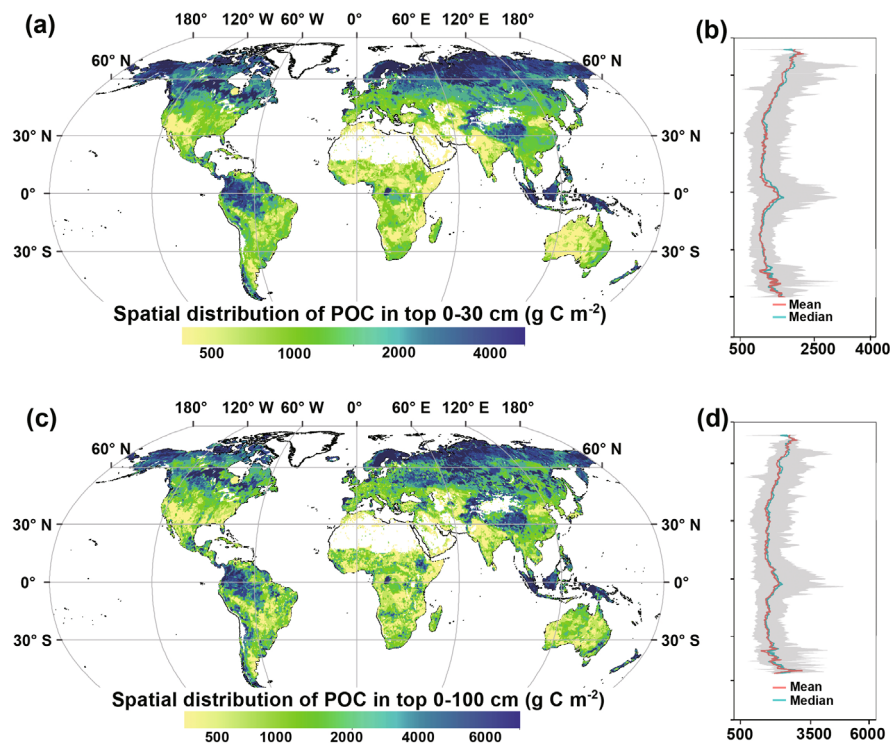 (a)
180° 120° W 60° W 0° 60° E 120° E 180°
60° N 60° N
30° N 30° N
0° 0°
30° S 30° S
Spatial distribution of POC in top 0-30 cm (g C m-2)
500 1000 2000 4000
(b)
Mean
Median
500 2500 4000
(c)
180° 120° W 60° W 0° 60° E 120° E 180°
60° N 60° N
30° N 30° N
0° 0°
30° S 30° S
Spatial distribution of POC in top 0-100 cm (g C m-2)
500 1000 2000 4000 6000
(d)
Mean
Median
500 3500 6000